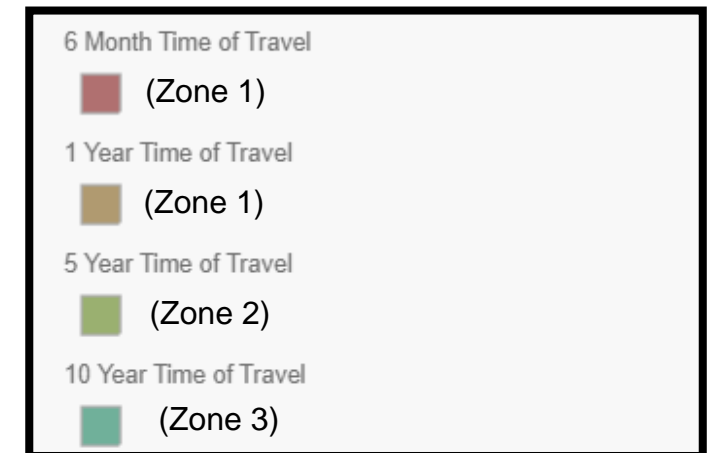 6 Month Time of Travel
(Zone 1)
1 Year Time of Travel
(Zone 1)
5 Year Time of Travel
(Zone 2)
10 Year Time of Travel
(Zone 3)